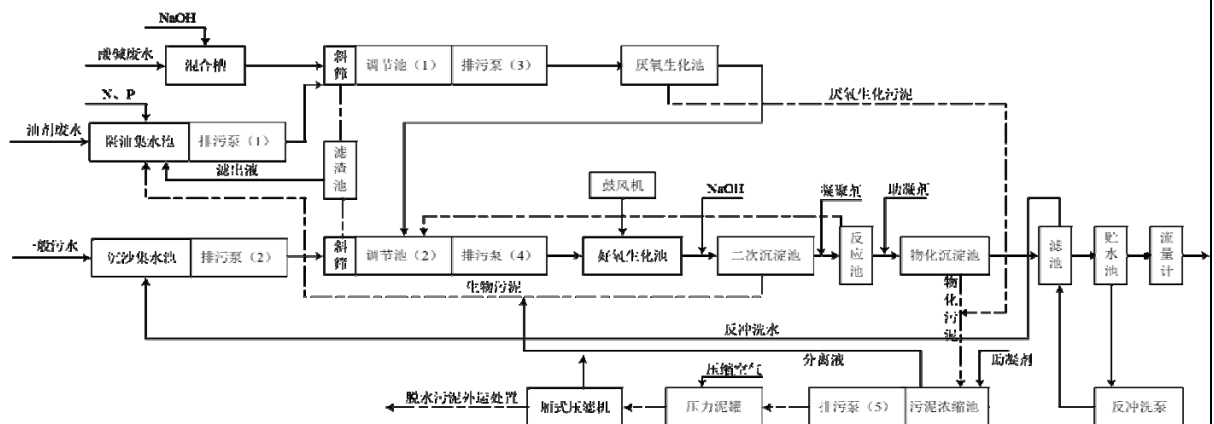 NaOH
酸碱废水
混合槽
斜筛
调节池（1）
排污泵（3）
厌氧生化池
N、P
厌氧生化污泥
油剂废水
隔油集水池
排污泵（1）
滤出液
滤渣池
鼓风机
NaOH
凝聚剂
助凝剂
一般污水
沉沙集水池
排污泵（2）
斜筛
调节池（2）
排污泵（4）
好氧生化池
二次沉淀池
反应池
物化沉淀池
滤池
贮水池
流量计
生物污泥
物化污泥
反冲洗水
分离液
助凝剂
压缩空气
脱水污泥外运处置
厢式压滤机
压力泥罐
排污泵（5）
污泥浓缩池
反冲洗泵